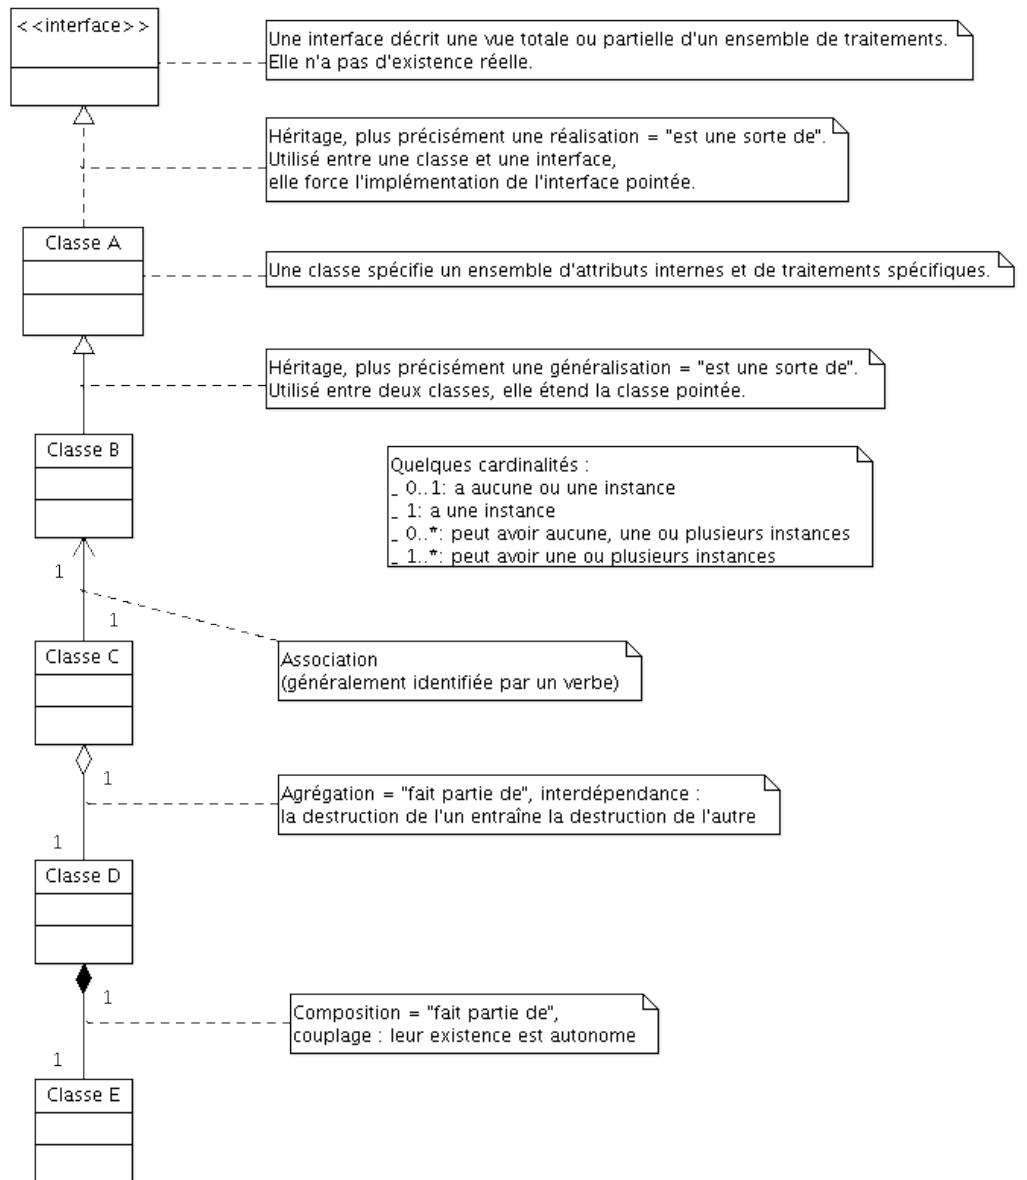 <<interface>>
Une interface décrit une vue totale ou partielle d'un ensemble de traitements.
Elle n'a pas d'existence réelle.
Héritage, plus précisément une réalisation = "est une sorte de".
Utilisé entre une classe et une interface,
elle force l'implémentation de l'interface pointée.
Classe A
Une classe spécifie un ensemble d'attributs internes et de traitements spécifiques.
Héritage, plus précisément une généralisation = "est une sorte de".
Utilisé entre deux classes, elle étend la classe pointée.
Classe B
Quelques cardinalités :
_ 0..1: a aucune ou une instance
_ 1: a une instance
_ 0..*: peut avoir aucune, une ou plusieurs instances
_ 1..*: peut avoir une ou plusieurs instances
1
1
Classe C
Association
(généralement identifiée par un verbe)
1
Agrégation = "fait partie de", interdépendance :
la destruction de l'un entraîne la destruction de l'autre
1
Classe D
1
Composition = "fait partie de",
couplage : leur existence est autonome
1
Classe E